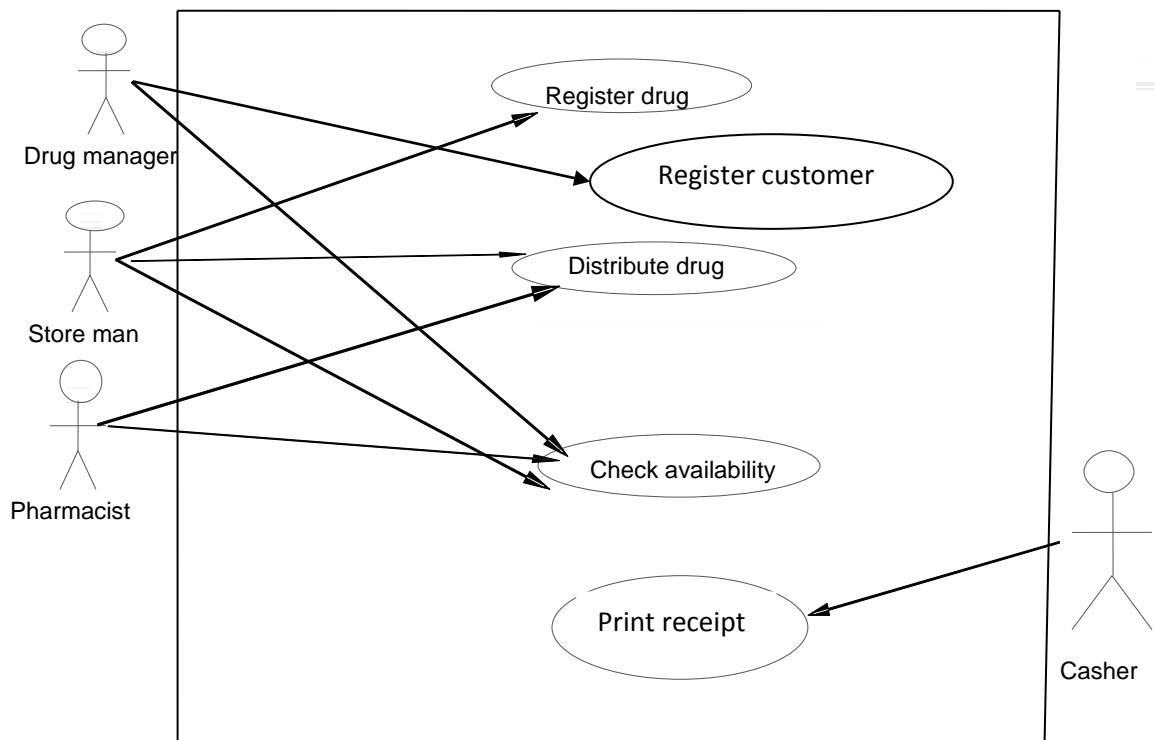 Register drug
Drug manager
Register customer
Distribute drug
Store man
Check availability
Pharmacist
Print receipt
Casher